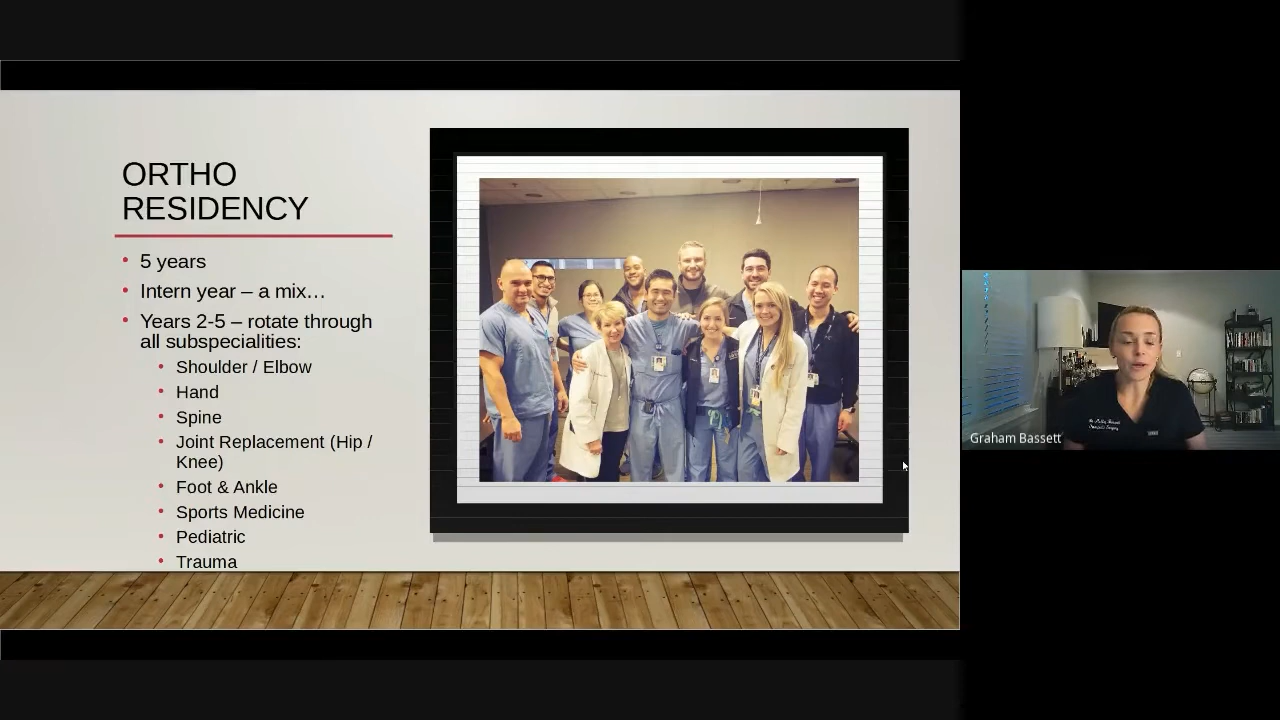 ORTHO
RESIDENCY
• 5 years
• Intern year – a mix…
• Years 2-5 – rotate through
all subspecialities:
• Shoulder / Elbow
• Hand
• Spine
• Joint Replacement (Hip /
Knee)
• Foot & Ankle
• Sports Medicine
• Pediatric
• Trauma
Graham Bassett